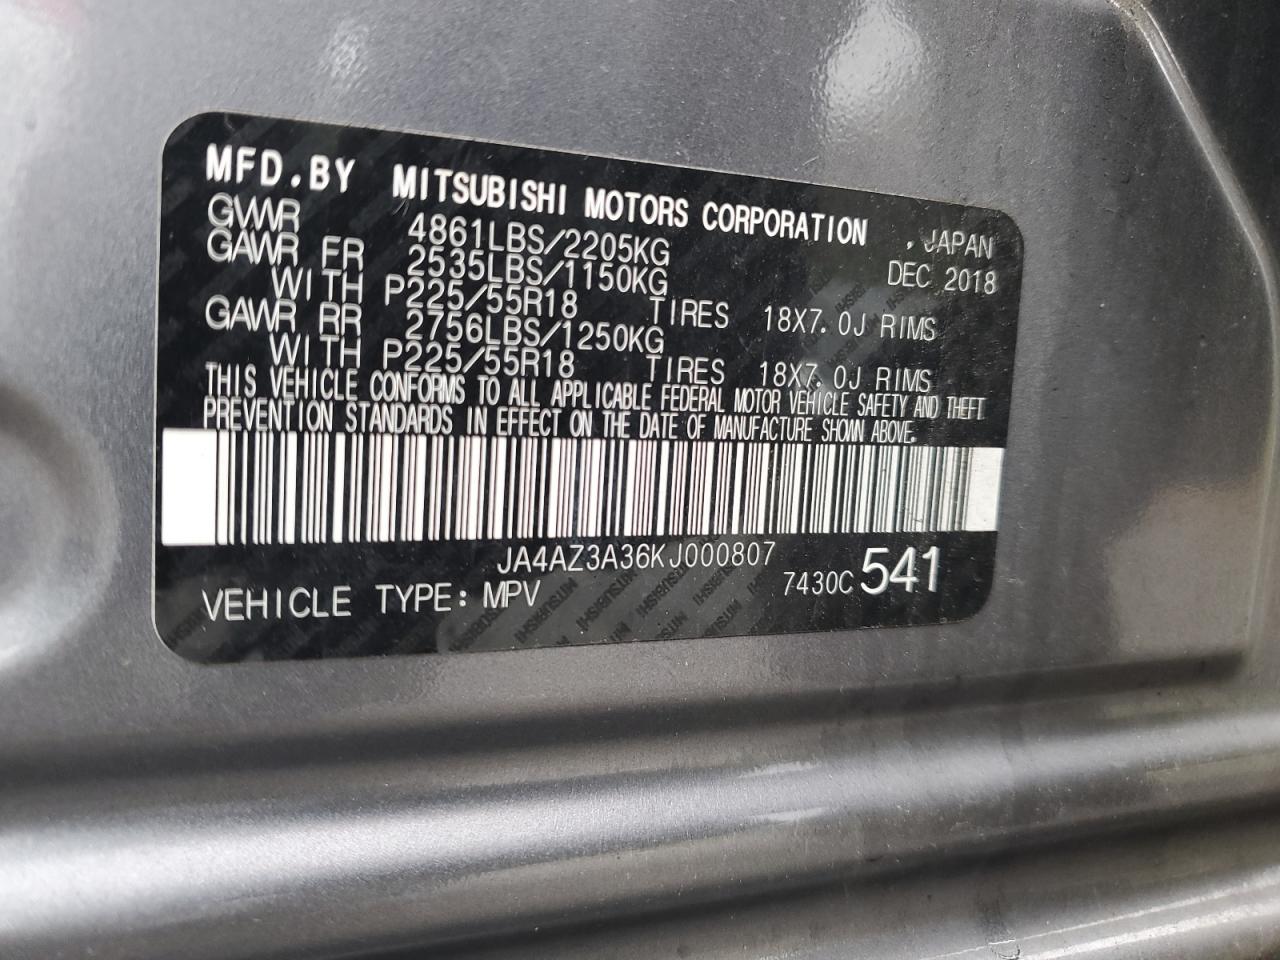 MFD.BY MITSUBISHI MOTORS CORPORATION , JAPAN
GVWR 4861LBS/2205KG DEC 2018
GAWR FR 2535LBS/1150KG
WITH P225/55R18 TIRES 18X7.0J RIMS
GAWR RR 2756LBS/1250KG
WITH P225/55R18 TIRES 18X7.0J RIMS
THIS VEHICLE CONFORMS TO ALL APPLICABLE FEDERAL MOTOR VEHICLE SAFETY AND THEFT
PREVENTION STANDARDS IN EFFECT ON THE DATE OF MANUFACTURE SHOWN ABOVE.
JA4AZ3A36KJ000807
VEHICLE TYPE: MPV 7430C 541